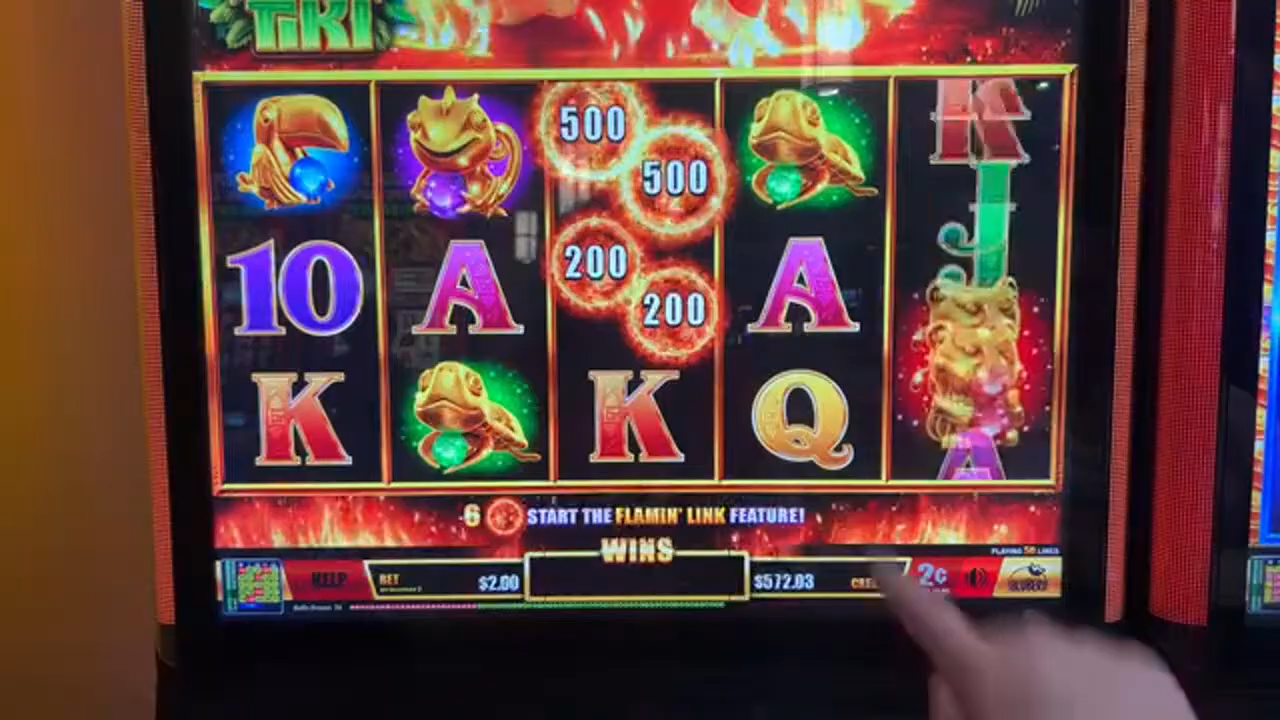 TIKI
500 K
500
J
10 A 200 A
200
K K Q A
6 START THE FLAMIN' LINK FEATURE!
WINS
PLAYING 50 LINES
HELP BET $2.00 $572.03 2¢